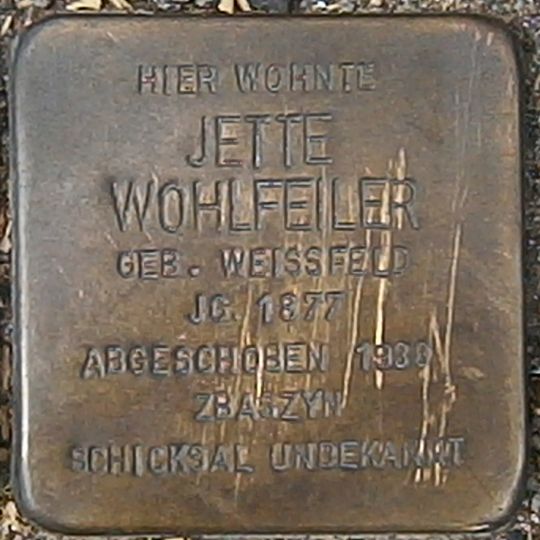 HIER WOHNTE
JETTE
WOHLFEILER
GEB. WEISSFELD
JG. 1877
ABGESCHOBEN 1938
ZBASZYN
SCHICKSAL UNBEKANNT